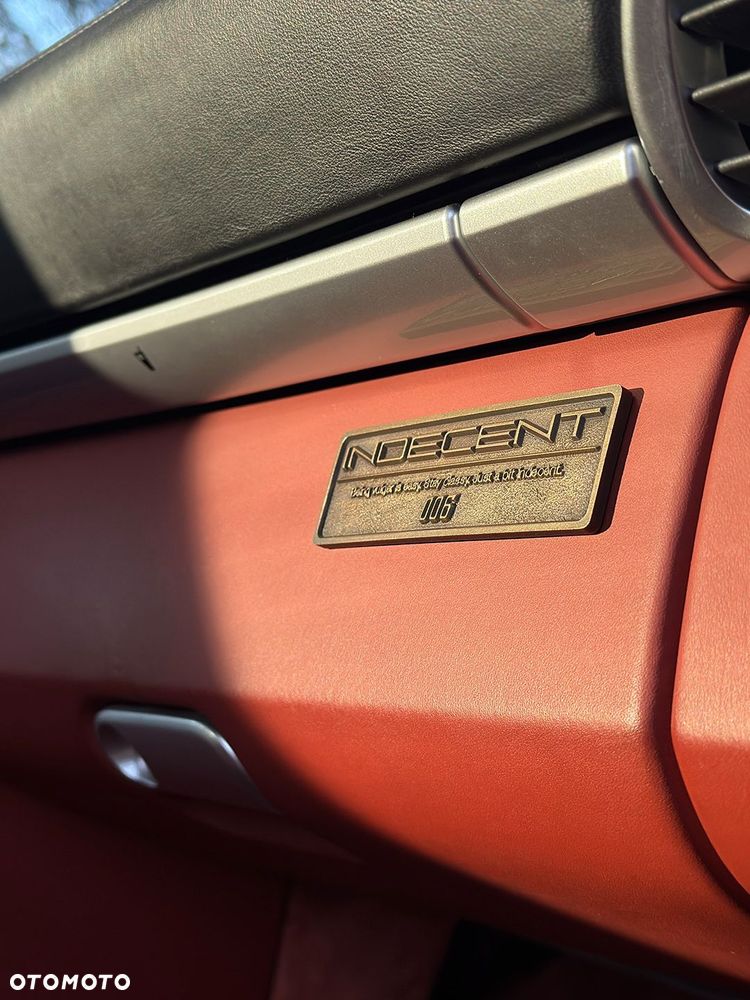 INDECENT
Being vulgar is easy. Stay classy. Just a bit indecent.
006
OTOMOTO